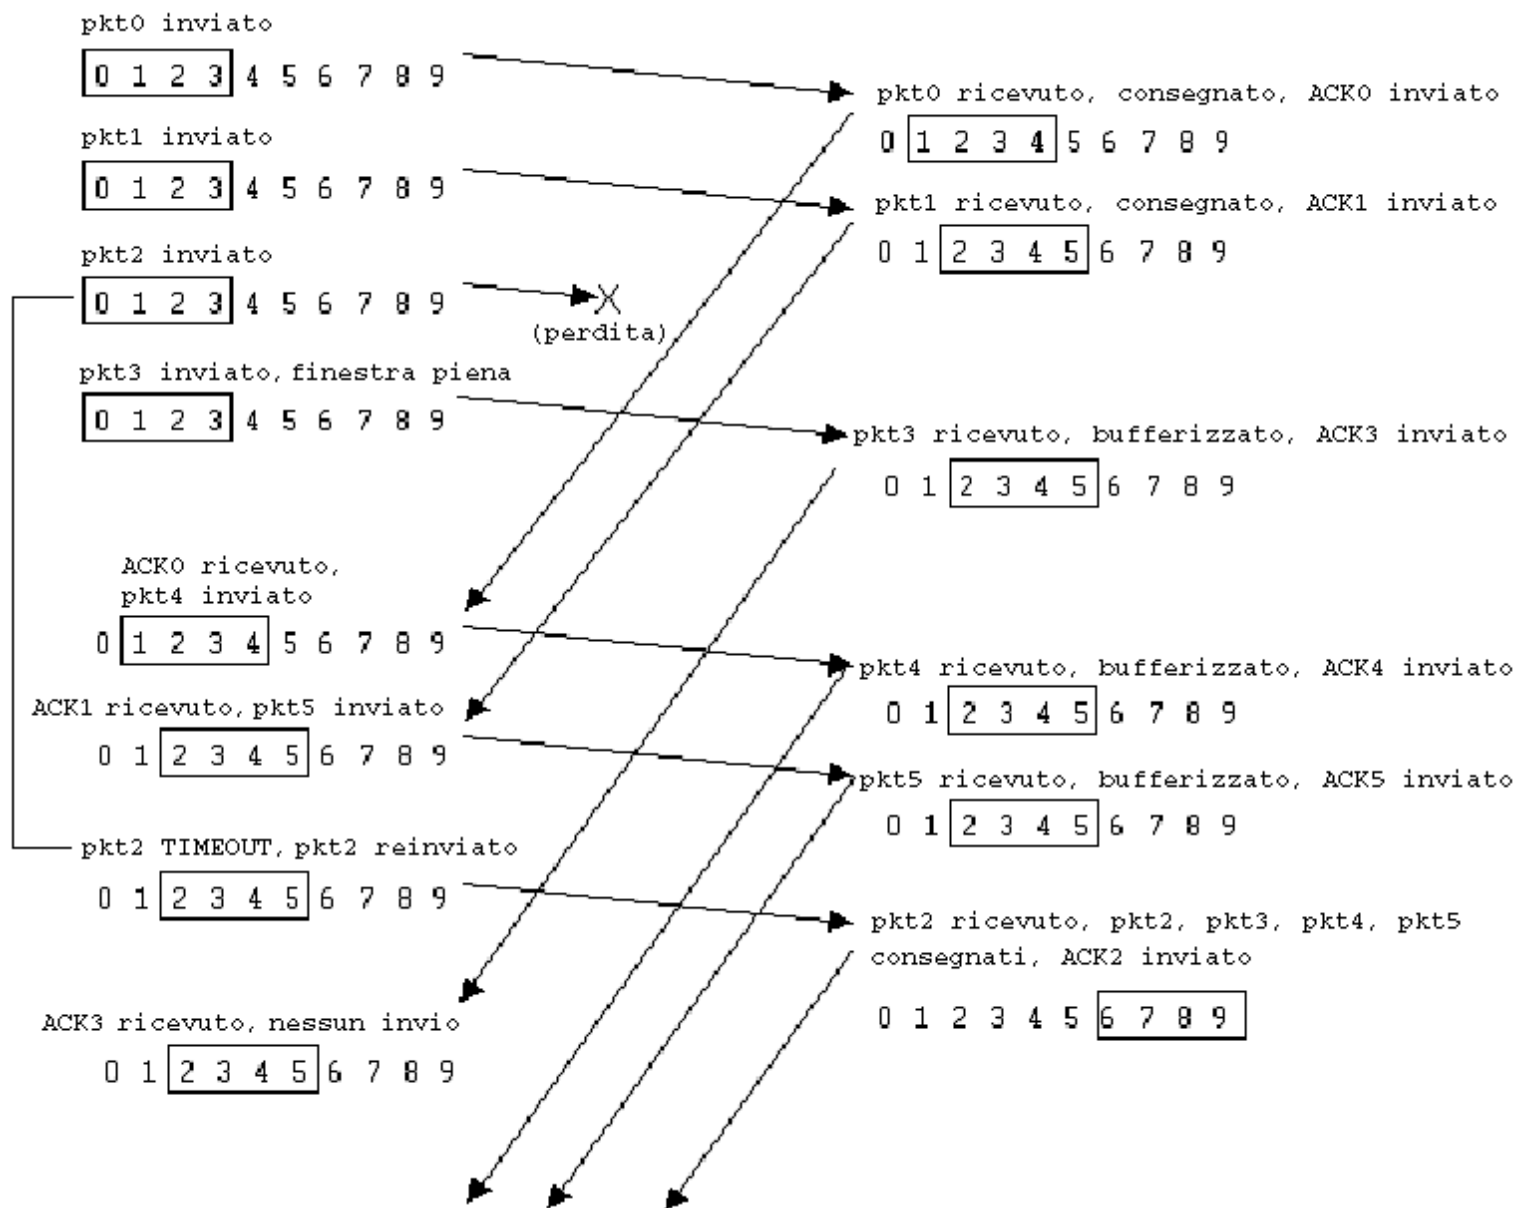 pkt0 inviato
0 1 2 3 4 5 6 7 8 9
pkt1 inviato
0 1 2 3 4 5 6 7 8 9
pkt2 inviato
0 1 2 3 4 5 6 7 8 9
(perdita)
pkt3 inviato, finestra piena
0 1 2 3 4 5 6 7 8 9
ACK0 ricevuto,
pkt4 inviato
0 1 2 3 4 5 6 7 8 9
ACK1 ricevuto, pkt5 inviato
0 1 2 3 4 5 6 7 8 9
pkt2 TIMEOUT, pkt2 reinviato
0 1 2 3 4 5 6 7 8 9
ACK3 ricevuto, nessun invio
0 1 2 3 4 5 6 7 8 9
pkt0 ricevuto, consegnato, ACK0 inviato
0 1 2 3 4 5 6 7 8 9
pkt1 ricevuto, consegnato, ACK1 inviato
0 1 2 3 4 5 6 7 8 9
pkt3 ricevuto, bufferizzato, ACK3 inviato
0 1 2 3 4 5 6 7 8 9
pkt4 ricevuto, bufferizzato, ACK4 inviato
0 1 2 3 4 5 6 7 8 9
pkt5 ricevuto, bufferizzato, ACK5 inviato
0 1 2 3 4 5 6 7 8 9
pkt2 ricevuto, pkt2, pkt3, pkt4, pkt5
consegnati, ACK2 inviato
0 1 2 3 4 5 6 7 8 9